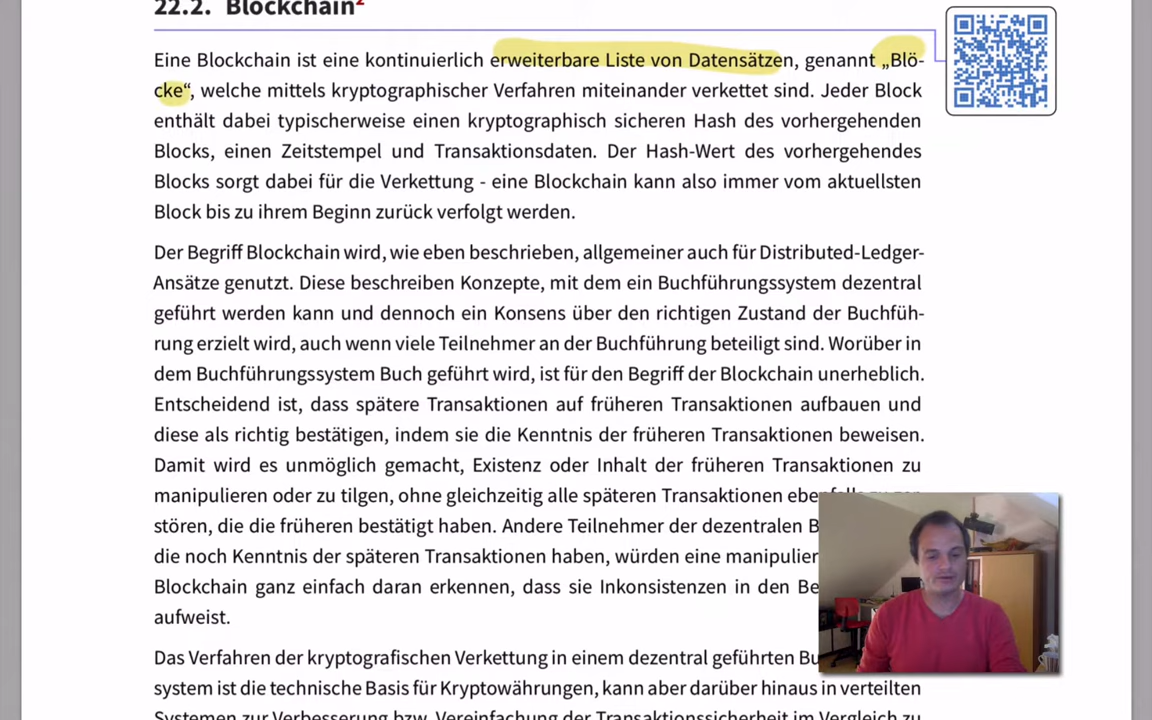 22.2. Blockchain²
Eine Blockchain ist eine kontinuierlich erweiterbare Liste von Datensätzen, genannt „Blö-
cke“, welche mittels kryptographischer Verfahren miteinander verkettet sind. Jeder Block
enthält dabei typischerweise einen kryptographisch sicheren Hash des vorhergehenden
Blocks, einen Zeitstempel und Transaktionsdaten. Der Hash-Wert des vorhergehendes
Blocks sorgt dabei für die Verkettung - eine Blockchain kann also immer vom aktuellsten
Block bis zu ihrem Beginn zurück verfolgt werden.
Der Begriff Blockchain wird, wie eben beschrieben, allgemeiner auch für Distributed-Ledger-
Ansätze genutzt. Diese beschreiben Konzepte, mit dem ein Buchführungssystem dezentral
geführt werden kann und dennoch ein Konsens über den richtigen Zustand der Buchfüh-
rung erzielt wird, auch wenn viele Teilnehmer an der Buchführung beteiligt sind. Worüber in
dem Buchführungssystem Buch geführt wird, ist für den Begriff der Blockchain unerheblich.
Entscheidend ist, dass spätere Transaktionen auf früheren Transaktionen aufbauen und
diese als richtig bestätigen, indem sie die Kenntnis der früheren Transaktionen beweisen.
Damit wird es unmöglich gemacht, Existenz oder Inhalt der früheren Transaktionen zu
manipulieren oder zu tilgen, ohne gleichzeitig alle späteren Transaktionen
stören, die die früheren bestätigt haben. Andere Teilnehmer der dezentralen
die noch Kenntnis der späteren Transaktionen haben, würden eine
Blockchain ganz einfach daran erkennen, dass sie Inkonsistenzen in den
aufweist.
Das Verfahren der kryptografischen Verkettung in einem dezentral geführten
system ist die technische Basis für Kryptowährungen, kann aber darüber hinaus in verteilten
Systemen zur Verbesserung bzw. Vereinfachung der Transaktionssicherheit im Vergleich zu